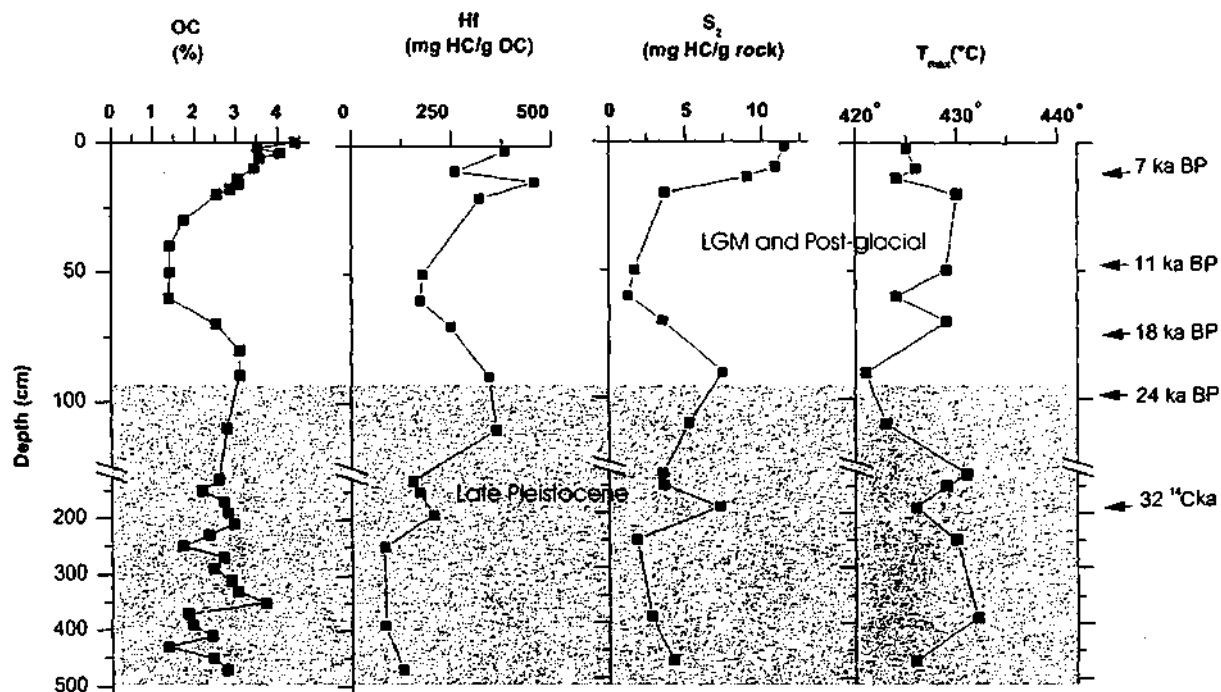 OC
(%)
HI
(mg HC/g OC)
S₂
(mg HC/g rock)
Tmax(°C)
0 1 2 3 4
0 250 500
0 5 10
420° 430° 440°
0
50
100
200
300
400
500
Depth (cm)
LGM and Post-glacial
Late Pleistocene
7 ka BP
11 ka BP
18 ka BP
24 ka BP
32 ¹⁴Cka